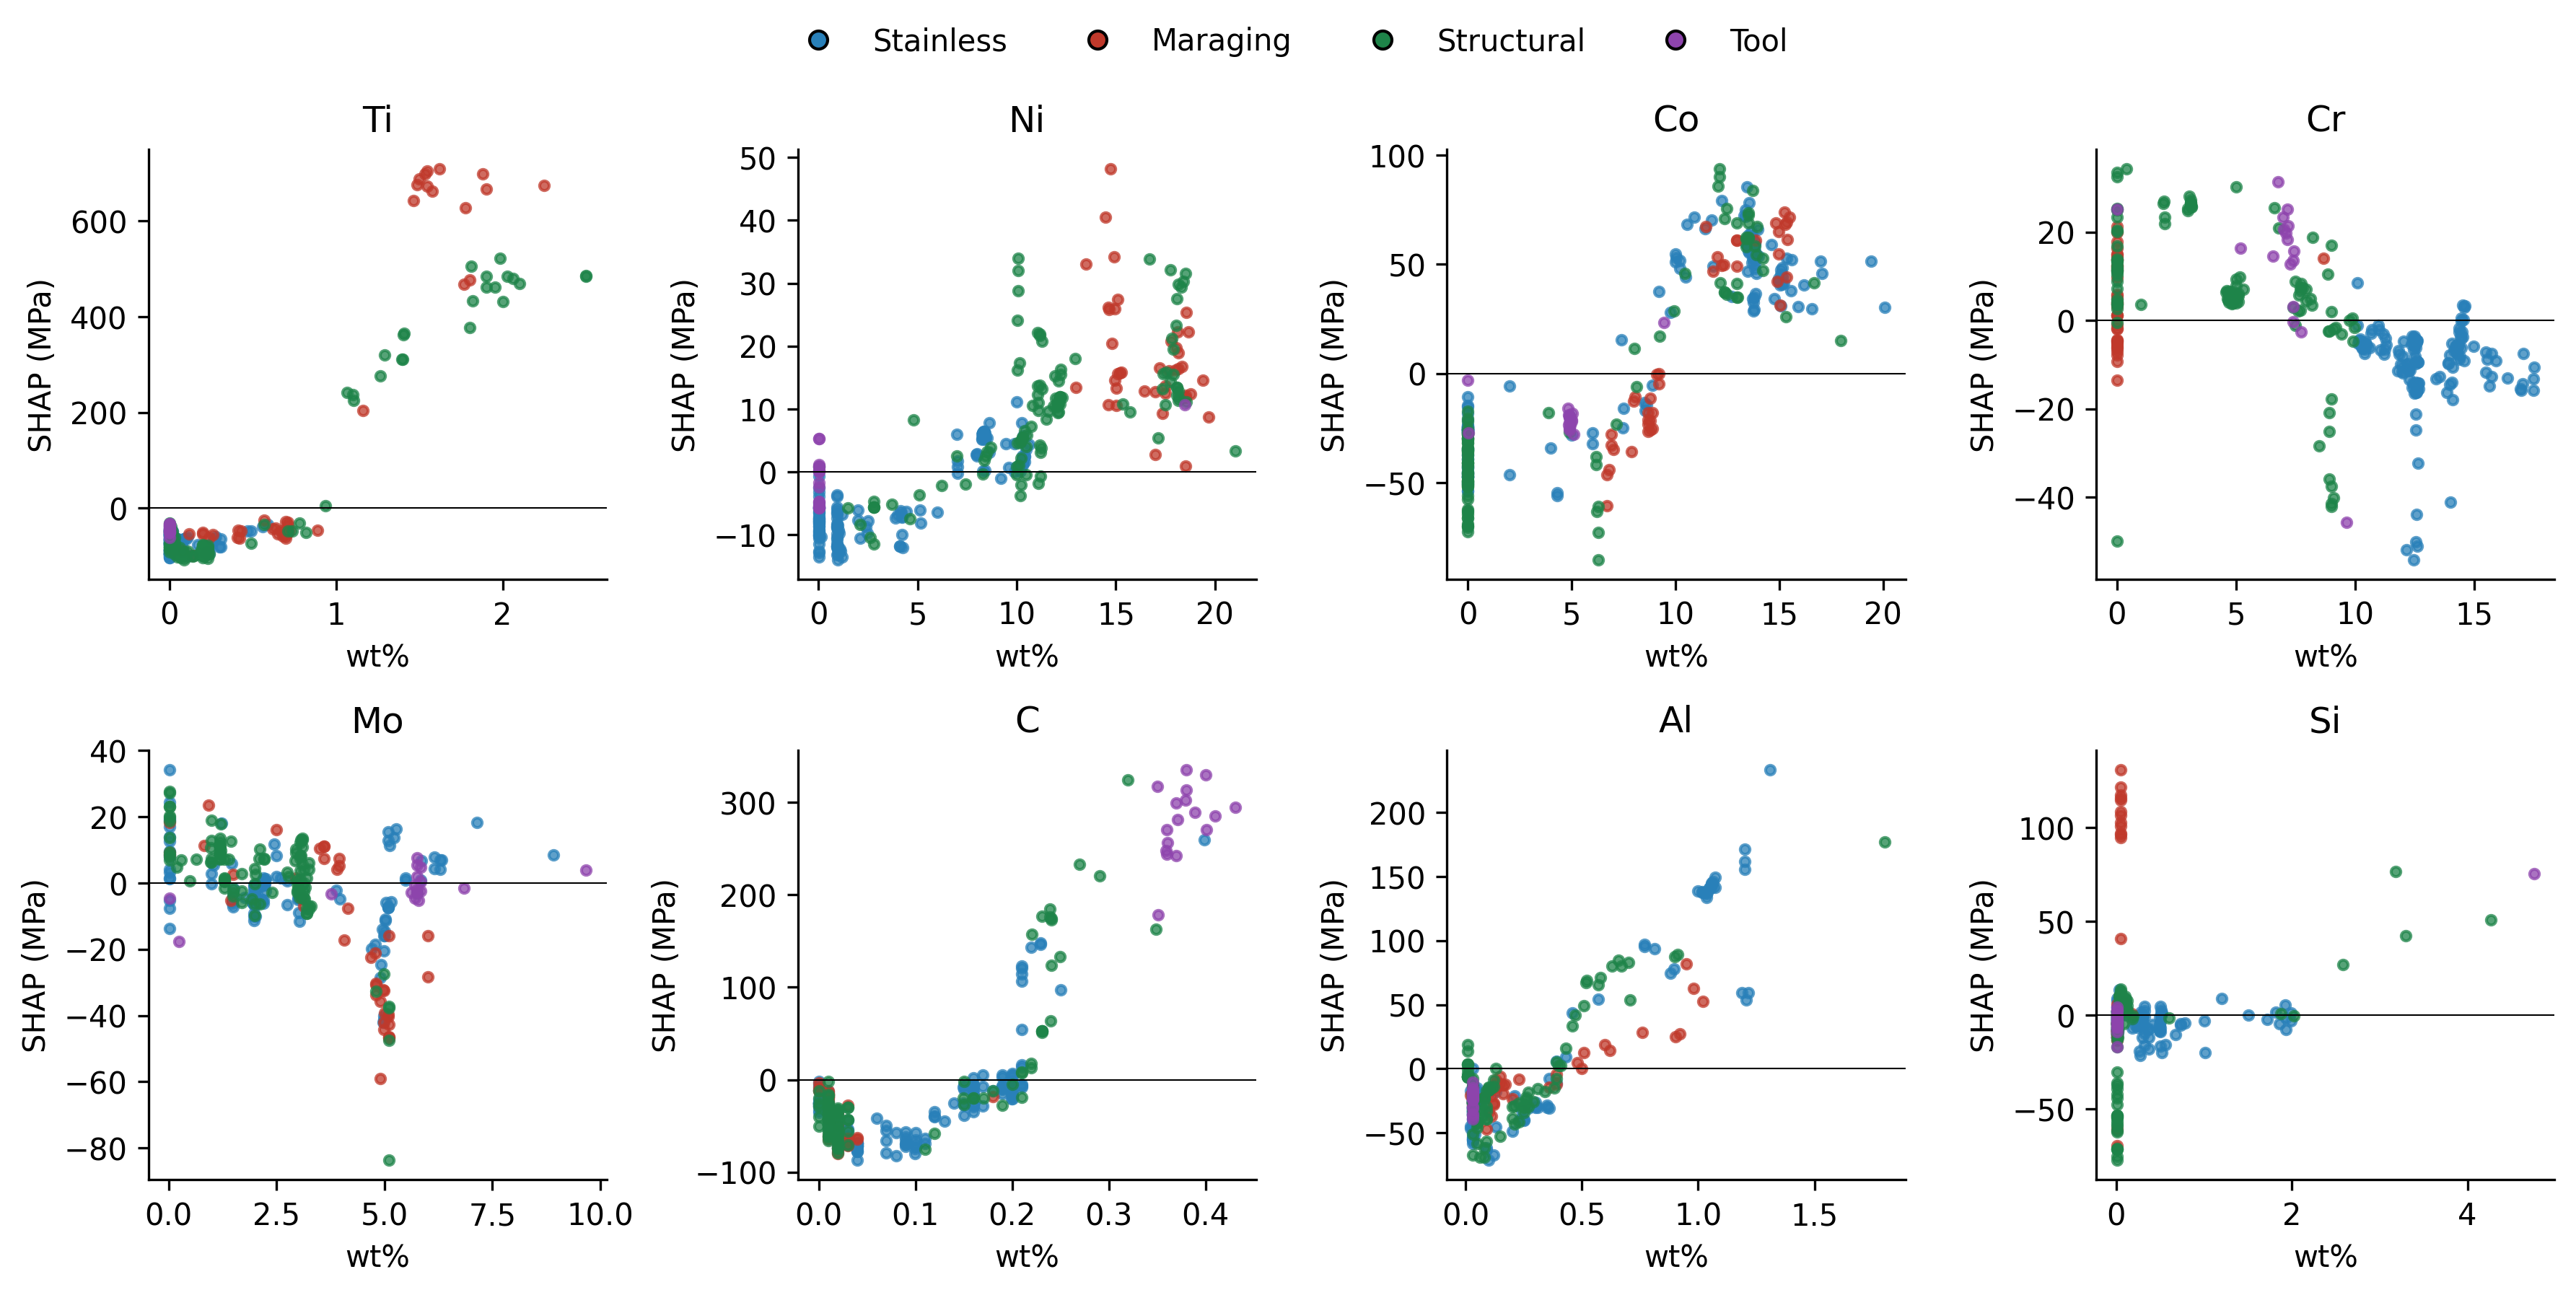 Stainless Maraging Structural Tool
Ti Ni Co Cr
SHAP (MPa)
600
400
200
0
0 1 2
wt%
SHAP (MPa)
50
40
30
20
10
0
−10
0 5 10 15 20
wt%
SHAP (MPa)
100
50
0
−50
0 5 10 15 20
wt%
SHAP (MPa)
20
0
−20
−40
0 5 10 15
wt%
Mo C Al Si
SHAP (MPa)
40
20
0
−20
−40
−60
−80
0.0 2.5 5.0 7.5 10.0
wt%
SHAP (MPa)
300
200
100
0
−100
0.0 0.1 0.2 0.3 0.4
wt%
SHAP (MPa)
200
150
100
50
0
−50
0.0 0.5 1.0 1.5
wt%
SHAP (MPa)
100
50
0
−50
0 2 4
wt%